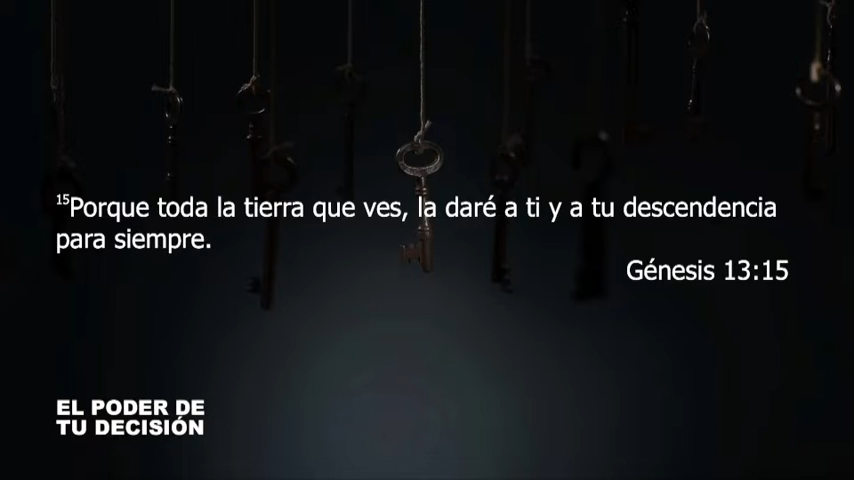 15Porque toda la tierra que ves, la daré a ti y a tu descendencia
para siempre.
Génesis 13:15
EL PODER DE
TU DECISIÓN